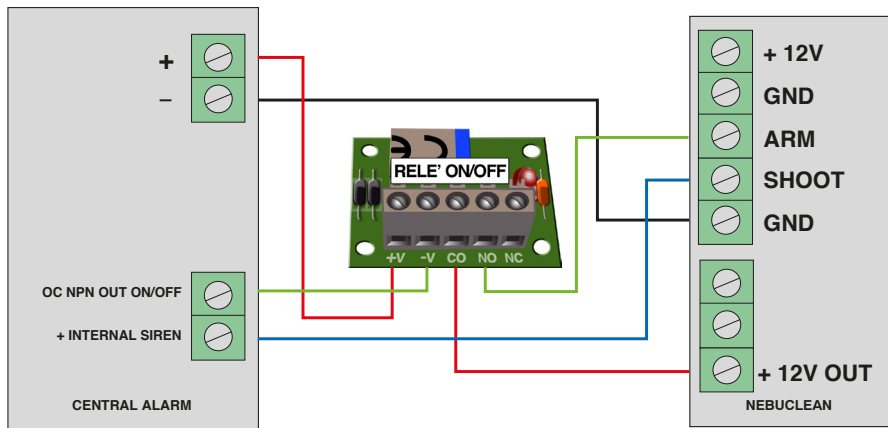 +
–
OC NPN OUT ON/OFF
+ INTERNAL SIREN
CENTRAL ALARM
RELE' ON/OFF
+V -V CO NO NC
+ 12V
GND
ARM
SHOOT
GND
+ 12V OUT
NEBUCLEAN